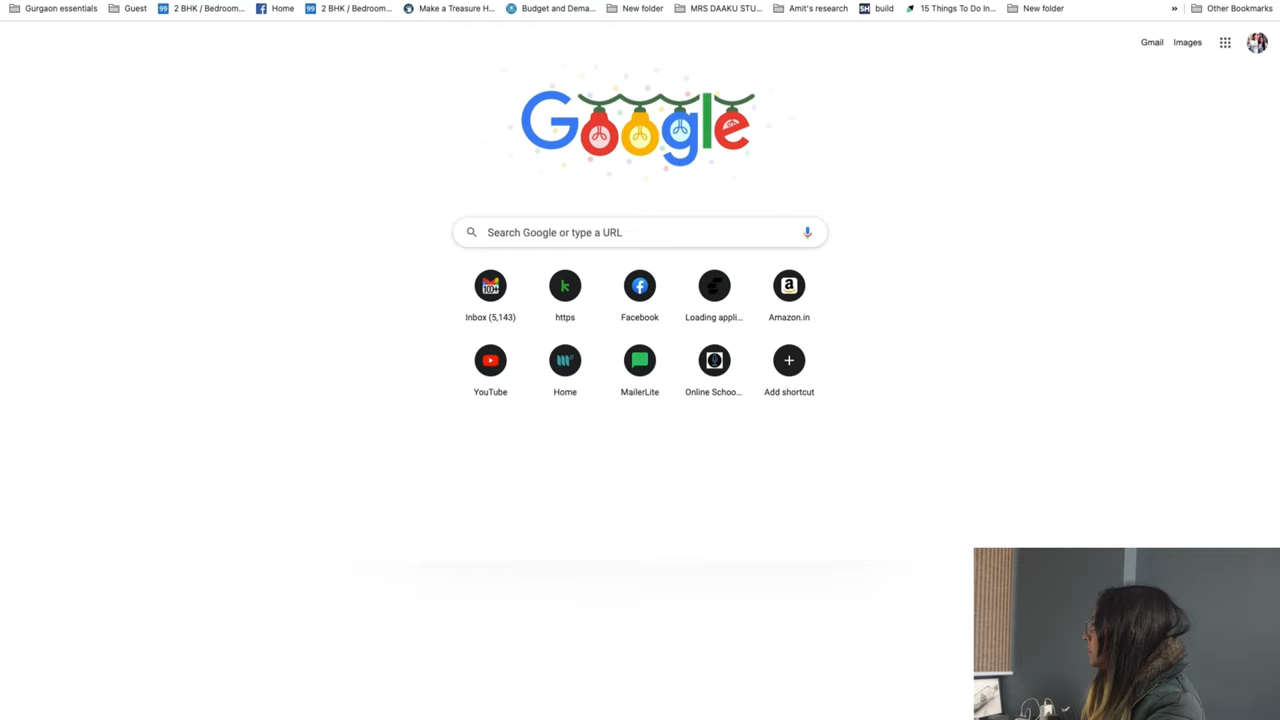 Gurgaon essentials Guest 2 BHK / Bedroom... Home 2 BHK / Bedroom... Make a Treasure H... Budget and Dema... New folder MRS DAAKU STU... Amit's research build 15 Things To Do In... New folder » Other Bookmarks
Gmail Images
Google
Search Google or type a URL
Inbox (5,143) https Facebook Loading appli... Amazon.in
YouTube Home MailerLite Online Schoo... Add shortcut